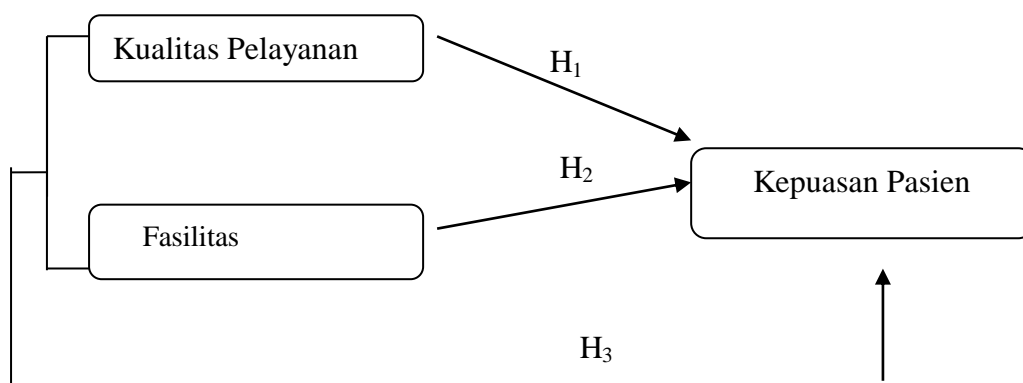 Kualitas Pelayanan
H₁
H₂
Kepuasan Pasien
Fasilitas
H₃